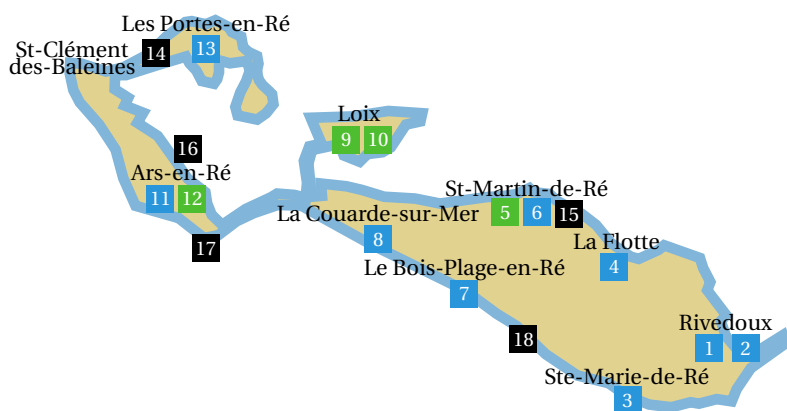 Les Portes-en-Ré
St-Clément
des-Baleines
14
13
Loix
9
10
16
Ars-en-Ré
11
12
St-Martin-de-Ré
5
6
15
La Couarde-sur-Mer
8
17
La Flotte
4
Le Bois-Plage-en-Ré
7
18
Rivedoux
1
2
Ste-Marie-de-Ré
3